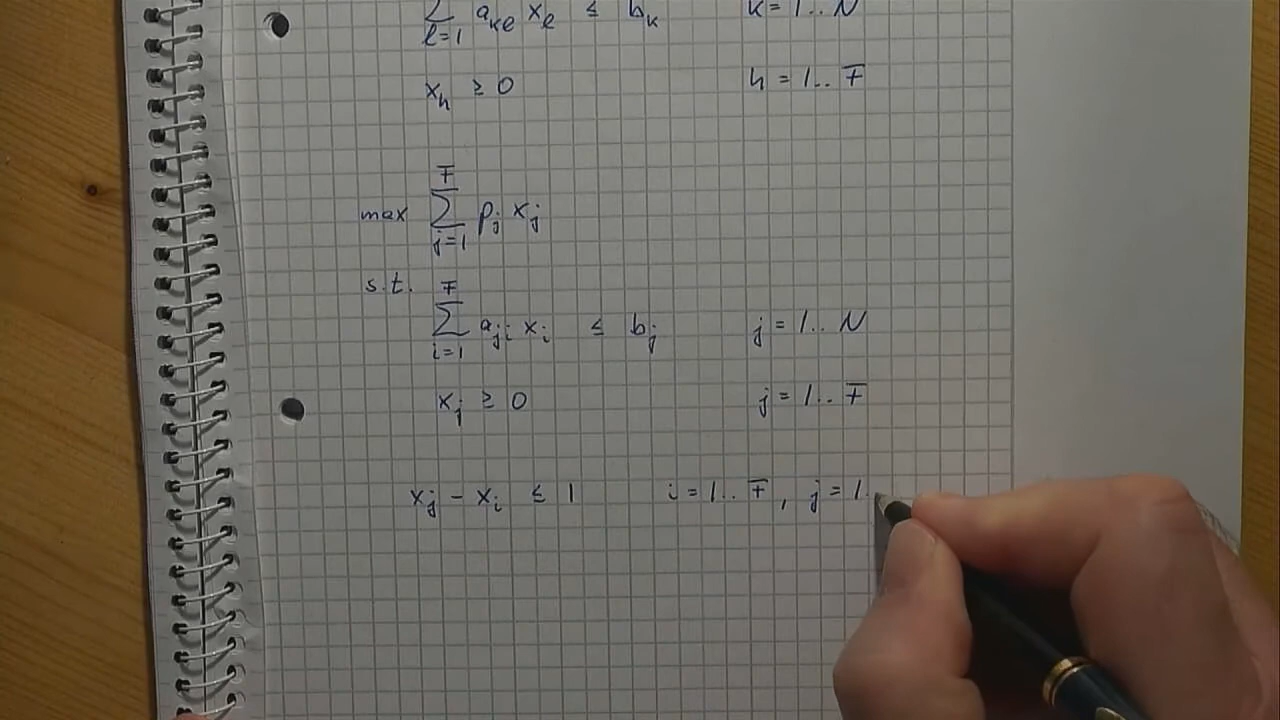 ∑ l=1 a_kl x_l ≤ b_k k = 1.. N
x_h ≥ 0 h = 1.. F
max ∑ j=1 F p_j x_j
s.t. ∑ i=1 F a_ji x_i ≤ b_j j = 1.. N
x_j ≥ 0 j = 1.. F
x_j - x_i ≤ 1 i = 1.. F, j = 1.